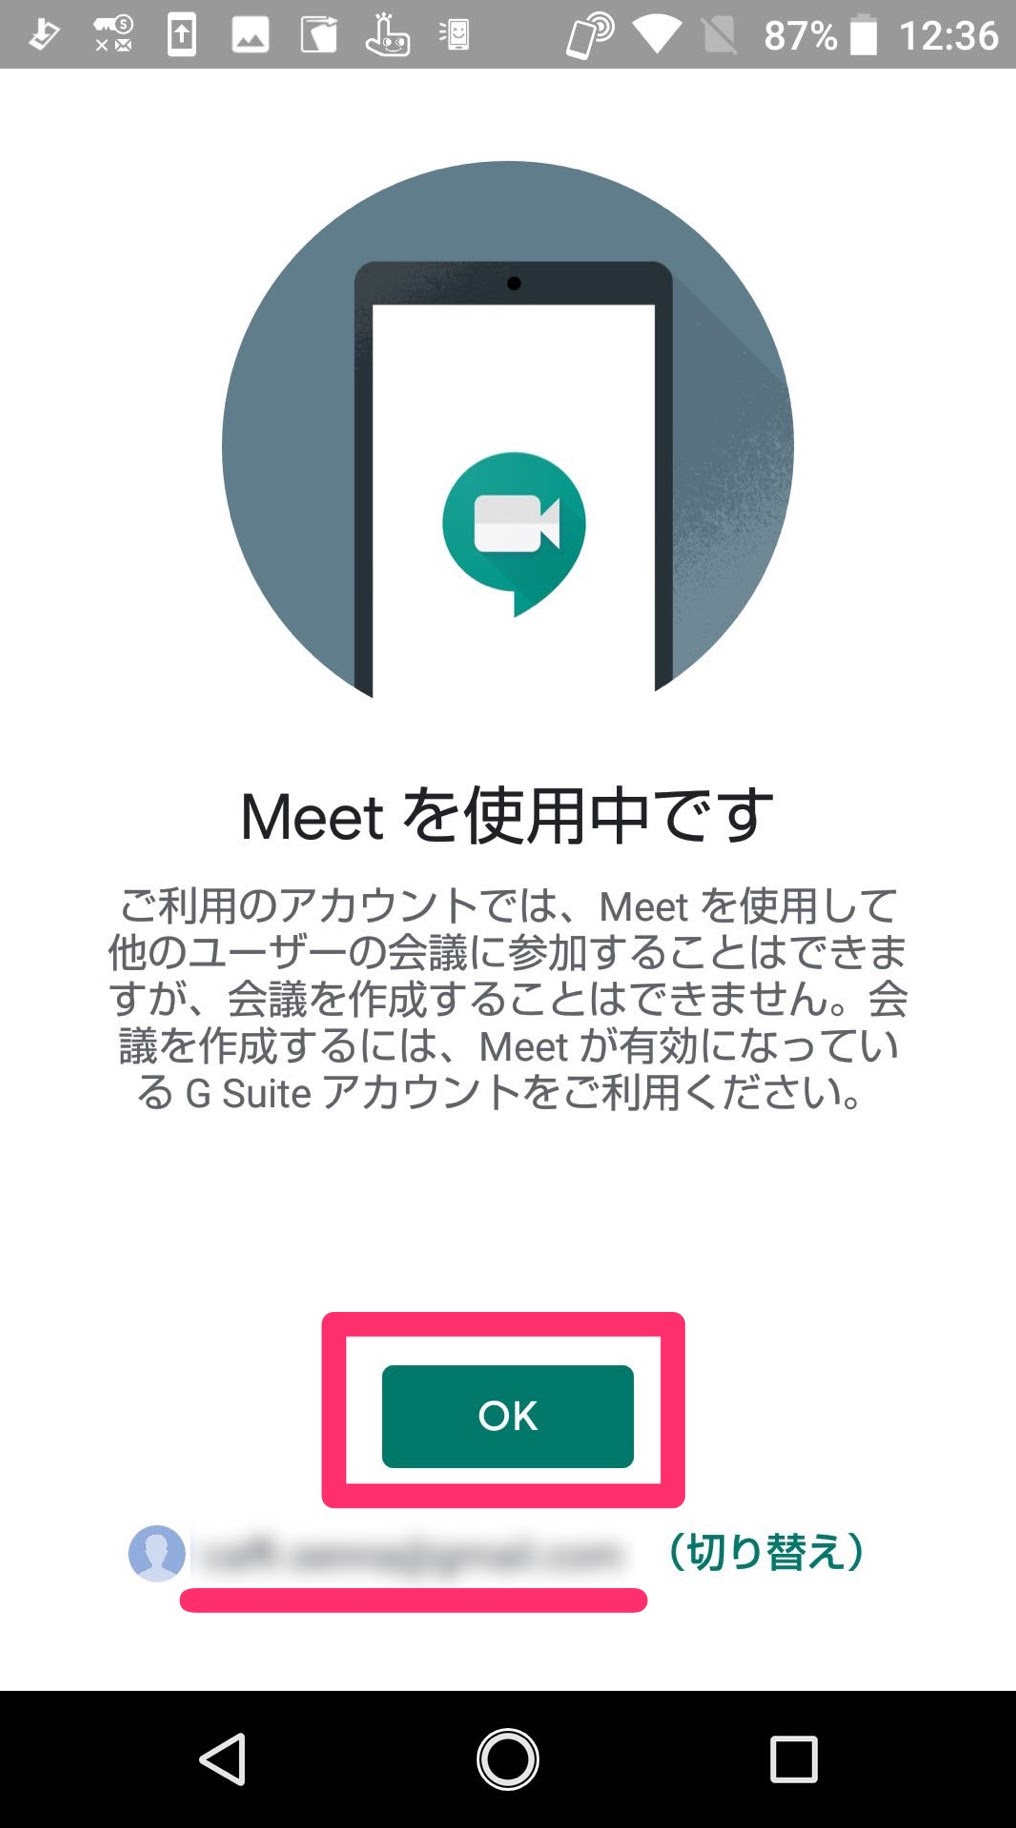 87% 12:36
Meet を使用中です
ご利用のアカウントでは、Meet を使用して
他のユーザーの会議に参加することはできま
すが、会議を作成することはできません。会
議を作成するには、Meet が有効になってい
る G Suite アカウントをご利用ください。
OK
（切り替え）